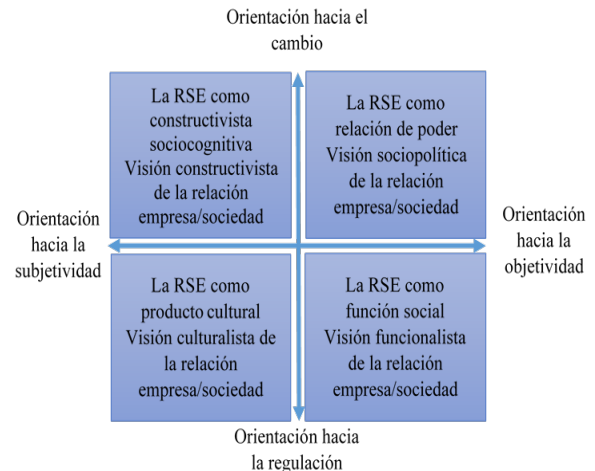 Orientación hacia el
cambio
La RSE como
constructivista
sociocognitiva
Visión constructivista
de la relación
empresa/sociedad
La RSE como
relación de poder
Visión sociopolítica
de la relación
empresa/sociedad
Orientación
hacia la
subjetividad
Orientación
hacia la
objetividad
La RSE como
producto cultural
Visión culturalista de
la relación
empresa/sociedad
La RSE como
función social
Visión funcionalista
de la relación
empresa/sociedad
Orientación hacia
la regulación